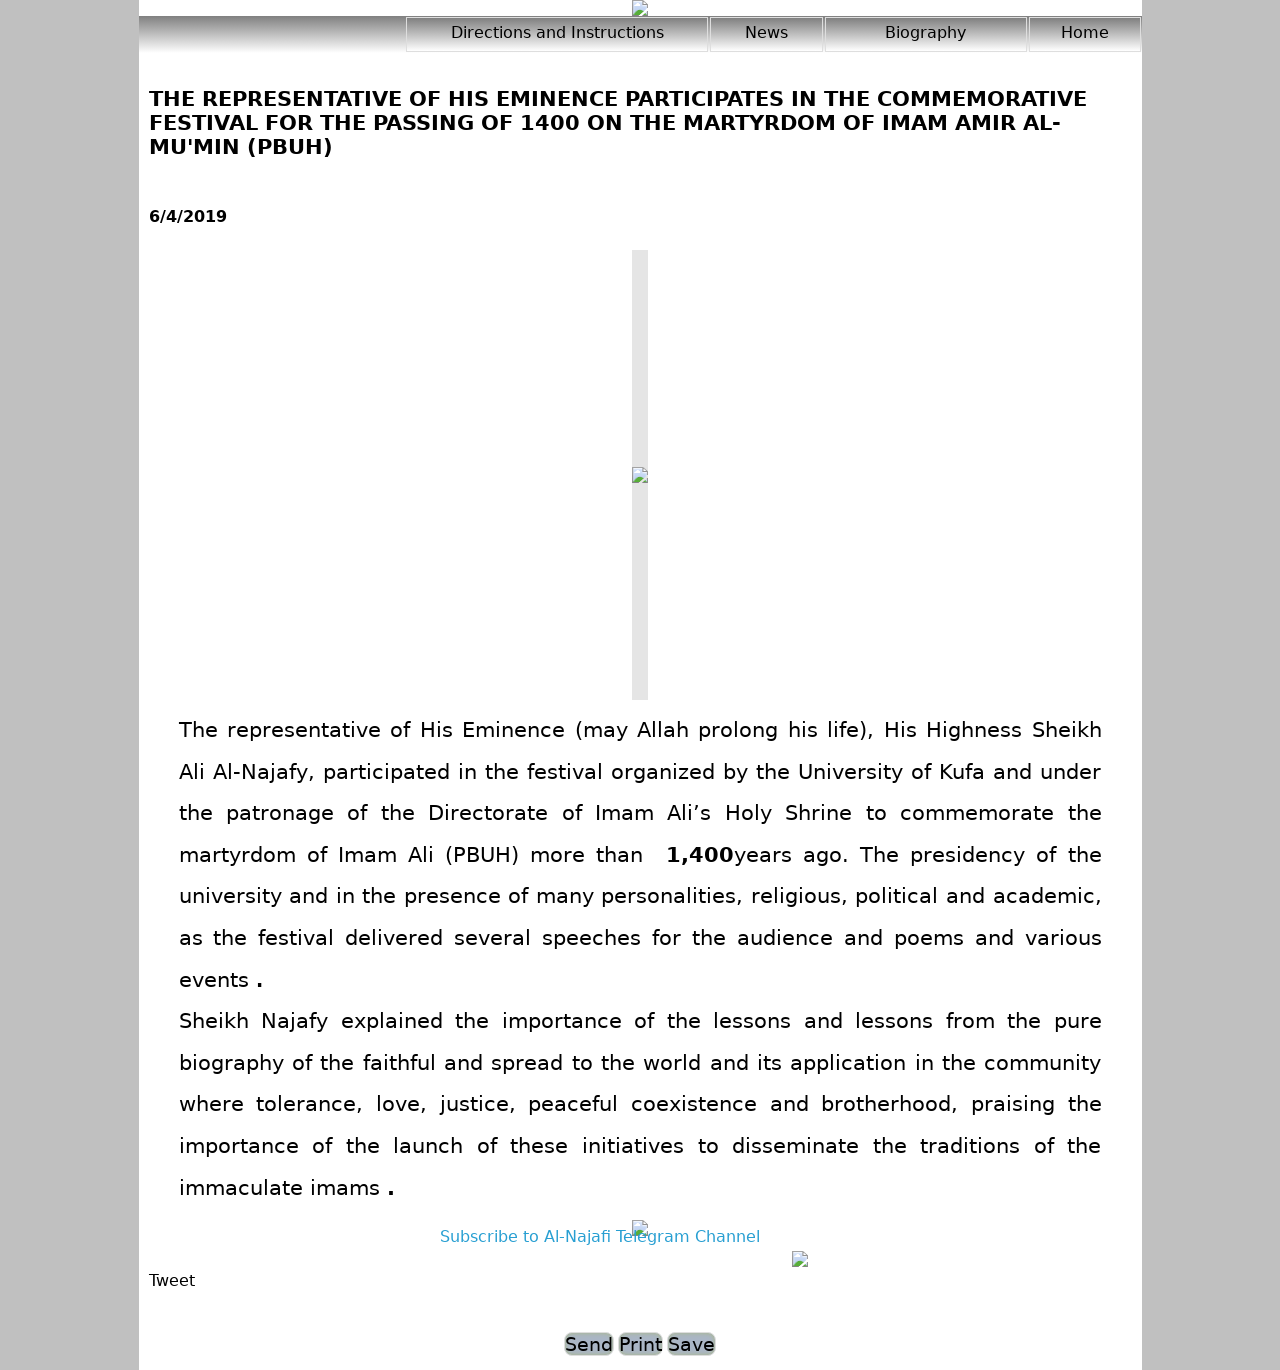 Directions and Instructions News Biography Home
THE REPRESENTATIVE OF HIS EMINENCE PARTICIPATES IN THE COMMEMORATIVE
FESTIVAL FOR THE PASSING OF 1400 ON THE MARTYRDOM OF IMAM AMIR AL-
MU'MIN (PBUH)
6/4/2019
The representative of His Eminence (may Allah prolong his life), His Highness Sheikh
Ali Al-Najafy, participated in the festival organized by the University of Kufa and under
the patronage of the Directorate of Imam Ali’s Holy Shrine to commemorate the
martyrdom of Imam Ali (PBUH) more than 1,400years ago. The presidency of the
university and in the presence of many personalities, religious, political and academic,
as the festival delivered several speeches for the audience and poems and various
events .
Sheikh Najafy explained the importance of the lessons and lessons from the pure
biography of the faithful and spread to the world and its application in the community
where tolerance, love, justice, peaceful coexistence and brotherhood, praising the
importance of the launch of these initiatives to disseminate the traditions of the
immaculate imams .
Subscribe to Al-Najafi Telegram Channel
Tweet
Send Print Save